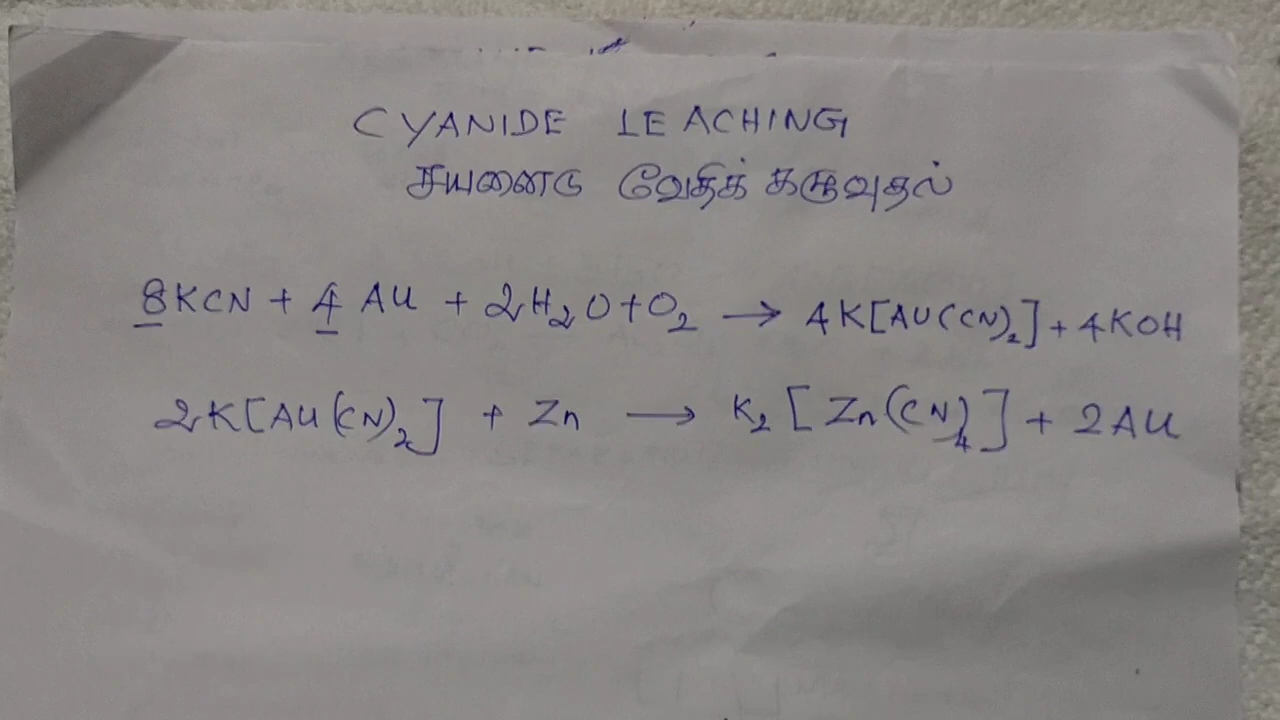 CYANIDE LEACHING
சயனைடு வேதிக் கழுவுதல்
8KCN + 4 AU + 2H₂O+O₂ → 4K[AU(CN)₂] + 4KOH
2K[AU(CN)₂] + Zn → K₂[Zn(CN)₄] + 2AU